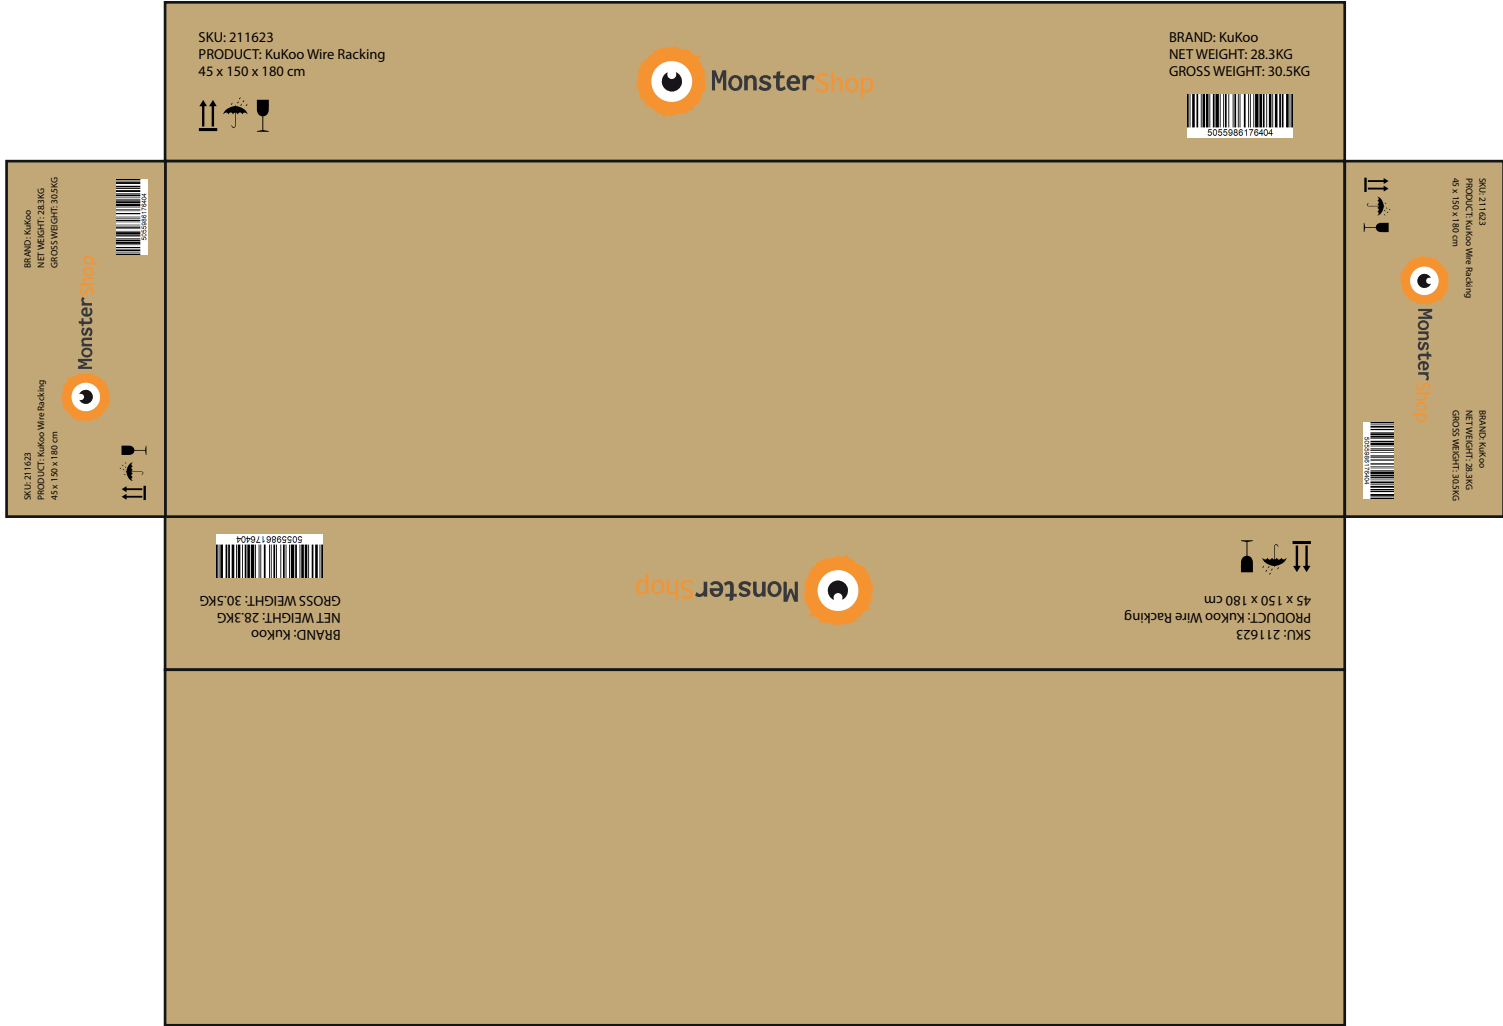 SKU: 211623
PRODUCT: KuKoo Wire Racking
45 x 150 x 180 cm
MonsterShop
BRAND: KuKoo
NET WEIGHT: 28.3KG
GROSS WEIGHT: 30.5KG
5055986176404
BRAND: KuKoo
NET WEIGHT: 28.3KG
GROSS WEIGHT: 30.5KG
5055986176404
MonsterShop
SKU: 211623
PRODUCT: KuKoo Wire Racking
45 x 150 x 180 cm
SKU: 211623
PRODUCT: KuKoo Wire Racking
45 x 150 x 180 cm
MonsterShop
BRAND: KuKoo
NET WEIGHT: 28.3KG
GROSS WEIGHT: 30.5KG
5055986176404
SKU: 211623
PRODUCT: KuKoo Wire Racking
45 x 150 x 180 cm
MonsterShop
BRAND: KuKoo
NET WEIGHT: 28.3KG
GROSS WEIGHT: 30.5KG
5055986176404